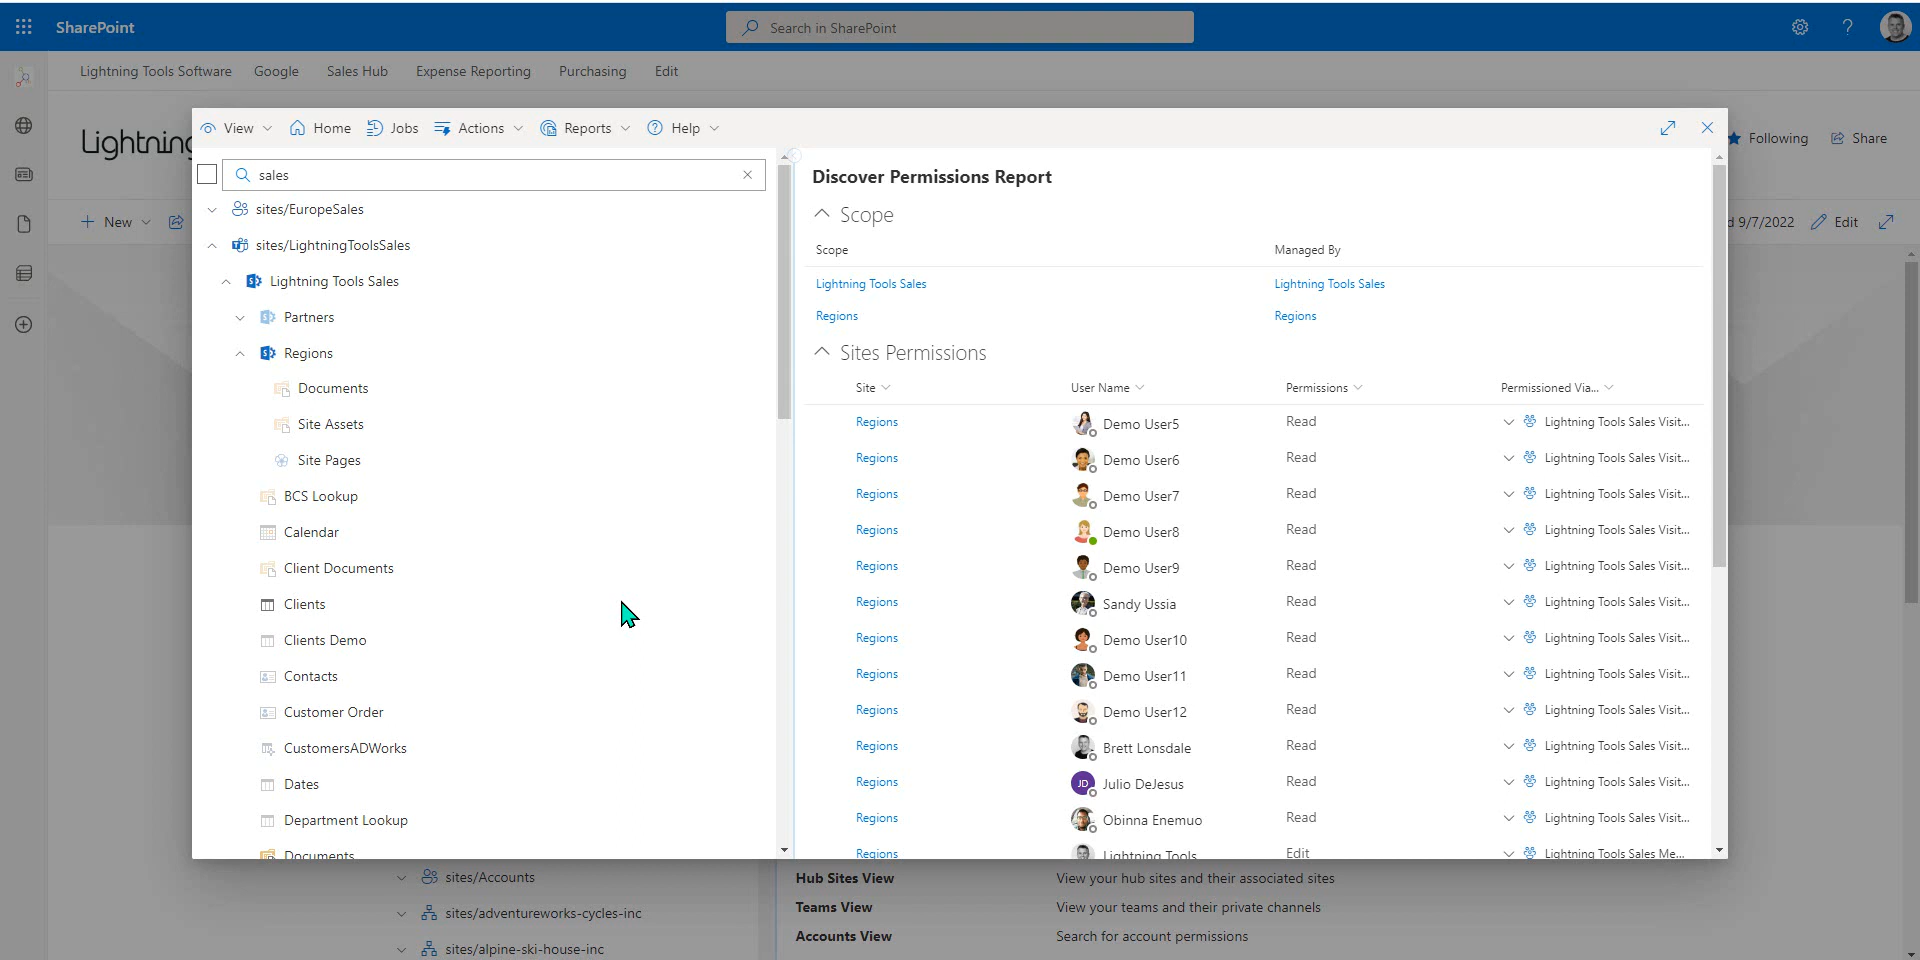 SharePoint
Search in SharePoint
Lightning Tools Software Google Sales Hub Expense Reporting Purchasing Edit
Lightning
Following Share
View Home Jobs Actions Reports Help
New
d 9/7/2022 Edit
sales
sites/EuropeSales
sites/LightningToolsSales
Lightning Tools Sales
Partners
Regions
Documents
Site Assets
Site Pages
BCS Lookup
Calendar
Client Documents
Clients
Clients Demo
Contacts
Customer Order
CustomersADWorks
Dates
Department Lookup
Documents
Discover Permissions Report
Scope
Scope Managed By
Lightning Tools Sales Lightning Tools Sales
Regions Regions
Sites Permissions
Site User Name Permissions Permissioned Via...
Regions Demo User5 Read Lightning Tools Sales Visit...
Regions Demo User6 Read Lightning Tools Sales Visit...
Regions Demo User7 Read Lightning Tools Sales Visit...
Regions Demo User8 Read Lightning Tools Sales Visit...
Regions Demo User9 Read Lightning Tools Sales Visit...
Regions Sandy Ussia Read Lightning Tools Sales Visit...
Regions Demo User10 Read Lightning Tools Sales Visit...
Regions Demo User11 Read Lightning Tools Sales Visit...
Regions Demo User12 Read Lightning Tools Sales Visit...
Regions Brett Lonsdale Read Lightning Tools Sales Visit...
Regions JD Julio DeJesus Read Lightning Tools Sales Visit...
Regions Obinna Enemuo Read Lightning Tools Sales Visit...
Regions Lightning Tools Edit Lightning Tools Sales Me...
sites/Accounts
sites/adventureworks-cycles-inc
sites/alpine-ski-house-inc
Hub Sites View View your hub sites and their associated sites
Teams View View your teams and their private channels
Accounts View Search for account permissions